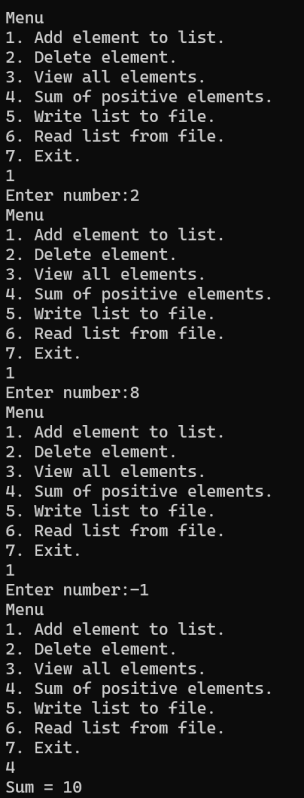 Menu
1. Add element to list.
2. Delete element.
3. View all elements.
4. Sum of positive elements.
5. Write list to file.
6. Read list from file.
7. Exit.
1
Enter number:2
Menu
1. Add element to list.
2. Delete element.
3. View all elements.
4. Sum of positive elements.
5. Write list to file.
6. Read list from file.
7. Exit.
1
Enter number:8
Menu
1. Add element to list.
2. Delete element.
3. View all elements.
4. Sum of positive elements.
5. Write list to file.
6. Read list from file.
7. Exit.
1
Enter number:-1
Menu
1. Add element to list.
2. Delete element.
3. View all elements.
4. Sum of positive elements.
5. Write list to file.
6. Read list from file.
7. Exit.
4
Sum = 10